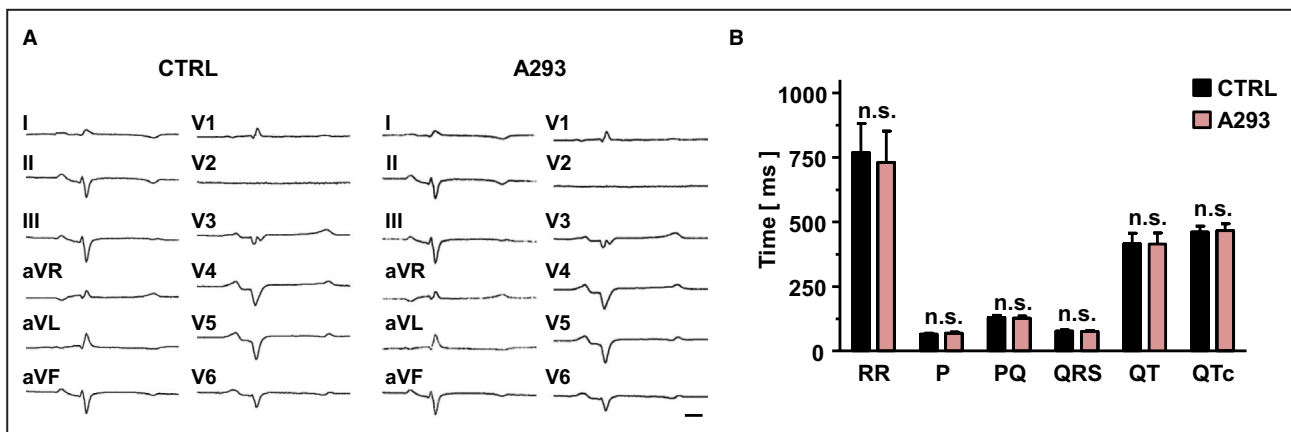 A
CTRL
A293
I V1
II V2
III V3
aVR V4
aVL V5
aVF V6
I V1
II V2
III V3
aVR V4
aVL V5
aVF V6
B
CTRL
A293
Time [ ms ]
1000
750
500
250
0
n.s.
n.s.
n.s.
n.s.
n.s.
n.s.
RR P PQ QRS QT QTc